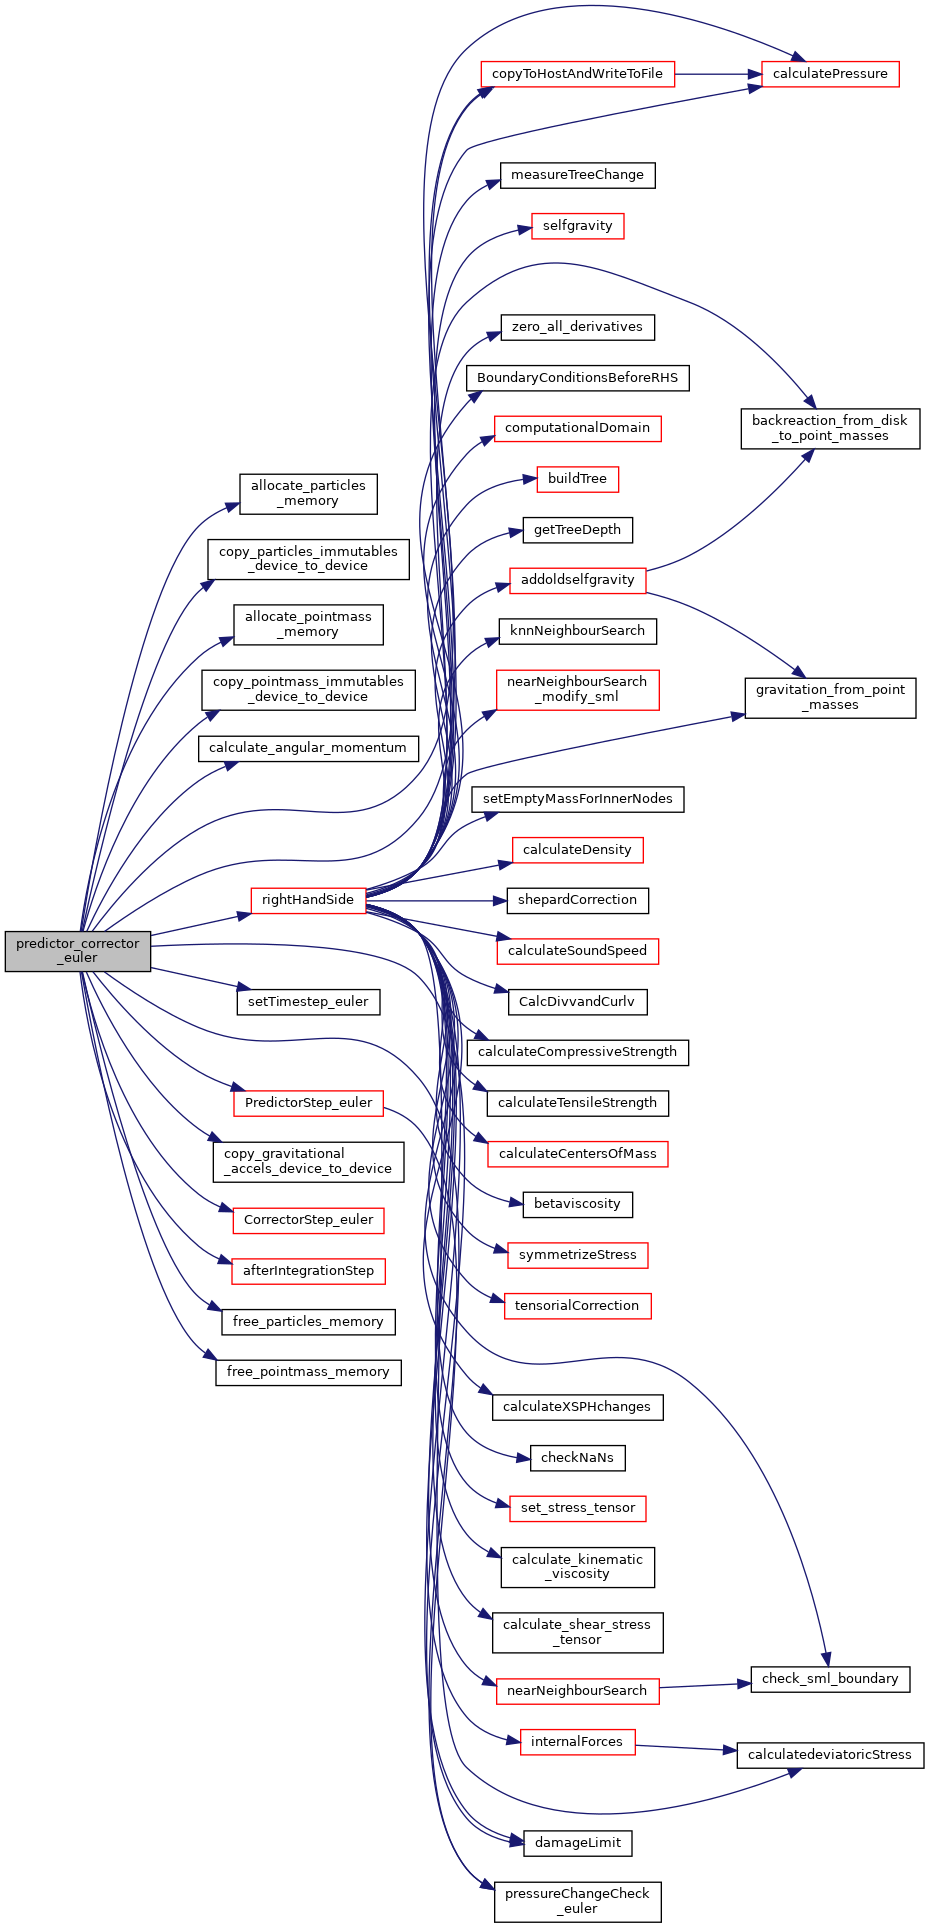 predictor_corrector
_euler
allocate_particles
_memory
copy_particles_immutables
_device_to_device
allocate_pointmass
_memory
copy_pointmass_immutables
_device_to_device
calculate_angular_momentum
rightHandSide
setTimestep_euler
PredictorStep_euler
copy_gravitational
_accels_device_to_device
CorrectorStep_euler
afterIntegrationStep
free_particles_memory
free_pointmass_memory
copyToHostAndWriteToFile
measureTreeChange
selfgravity
zero_all_derivatives
BoundaryConditionsBeforeRHS
computationalDomain
buildTree
getTreeDepth
addoldselfgravity
knnNeighbourSearch
nearNeighbourSearch
_modify_sml
setEmptyMassForInnerNodes
calculateDensity
shepardCorrection
calculateSoundSpeed
CalcDivvandCurlv
calculateCompressiveStrength
calculateTensileStrength
calculateCentersOfMass
betaviscosity
symmetrizeStress
tensorialCorrection
calculateXSPHchanges
checkNaNs
set_stress_tensor
calculate_kinematic
_viscosity
calculate_shear_stress
_tensor
nearNeighbourSearch
internalForces
damageLimit
pressureChangeCheck
_euler
calculatePressure
backreaction_from_disk
_to_point_masses
gravitation_from_point
_masses
check_sml_boundary
calculatedeviatoricStress